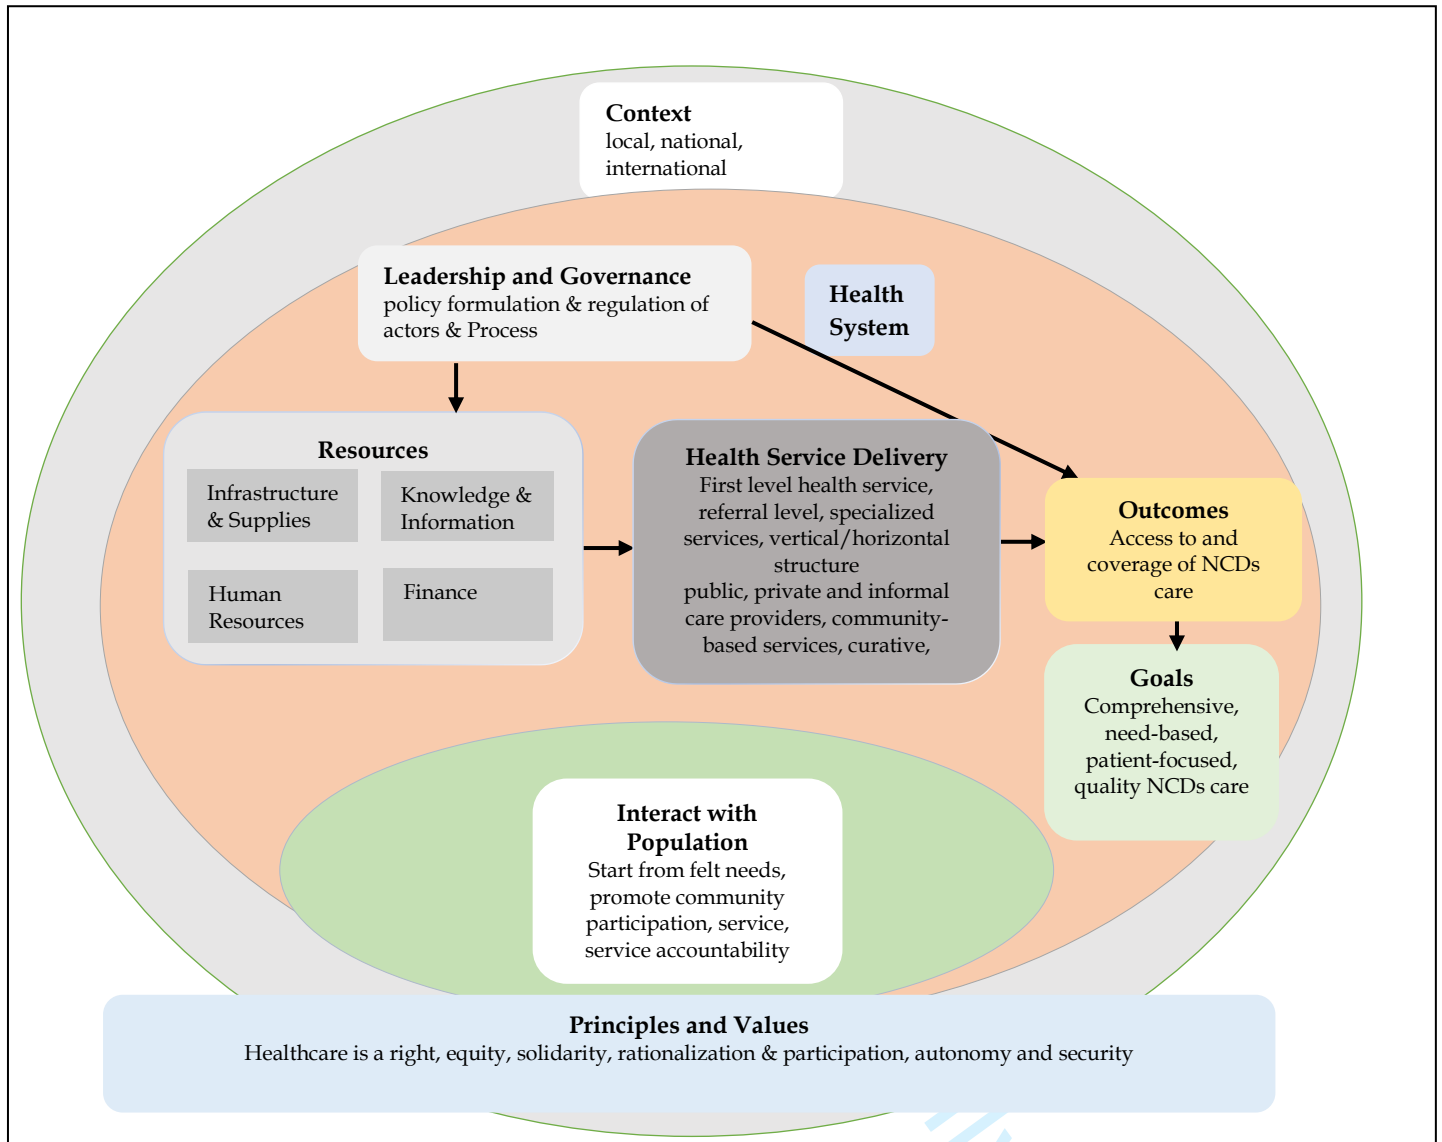 Context
local, national,
international
Leadership and Governance
policy formulation & regulation of
actors & Process
Health
System
Resources
Infrastructure
& Supplies
Knowledge &
Information
Human
Resources
Finance
Health Service Delivery
First level health service,
referral level, specialized
services, vertical/horizontal
structure
public, private and informal
care providers, community-
based services, curative,
Outcomes
Access to and
coverage of NCDs
care
Goals
Comprehensive,
need-based,
patient-focused,
quality NCDs care
Interact with
Population
Start from felt needs,
promote community
participation, service,
service accountability
Principles and Values
Healthcare is a right, equity, solidarity, rationalization & participation, autonomy and security